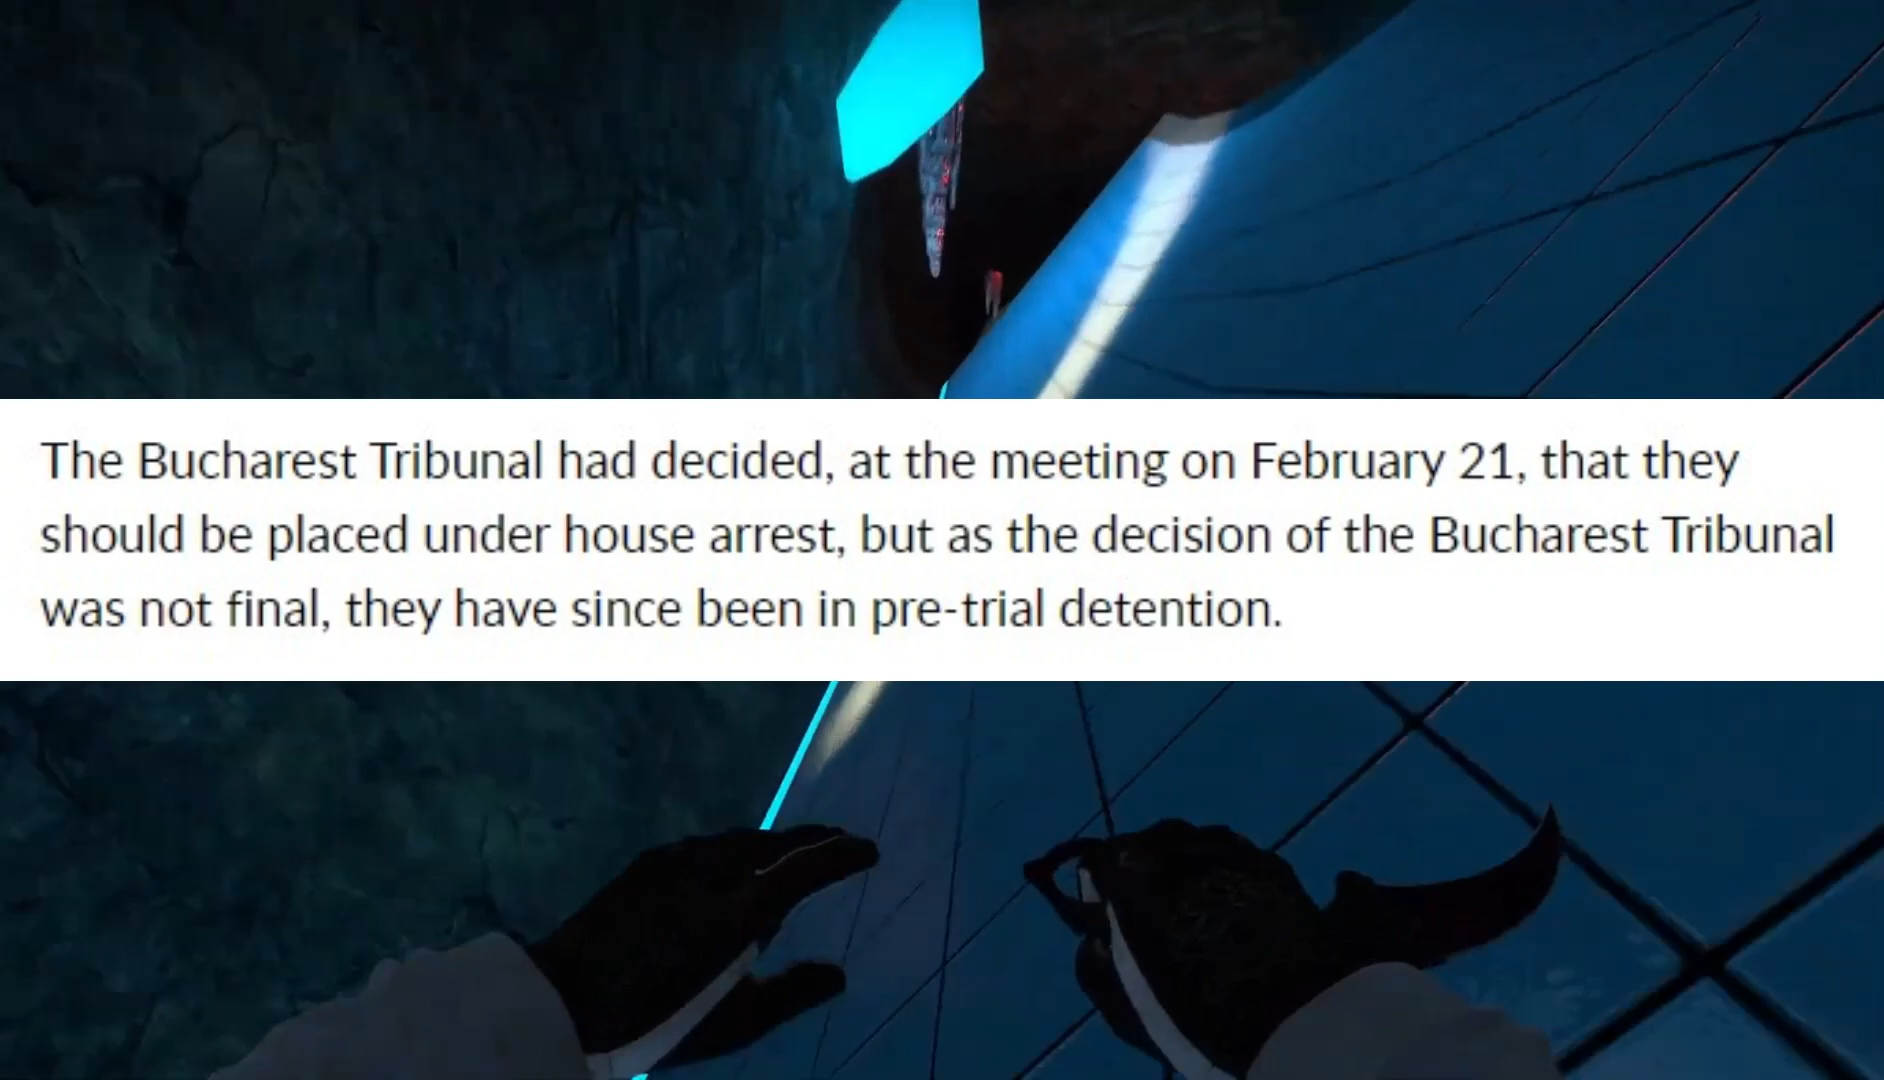 The Bucharest Tribunal had decided, at the meeting on February 21, that they
should be placed under house arrest, but as the decision of the Bucharest Tribunal
was not final, they have since been in pre-trial detention.